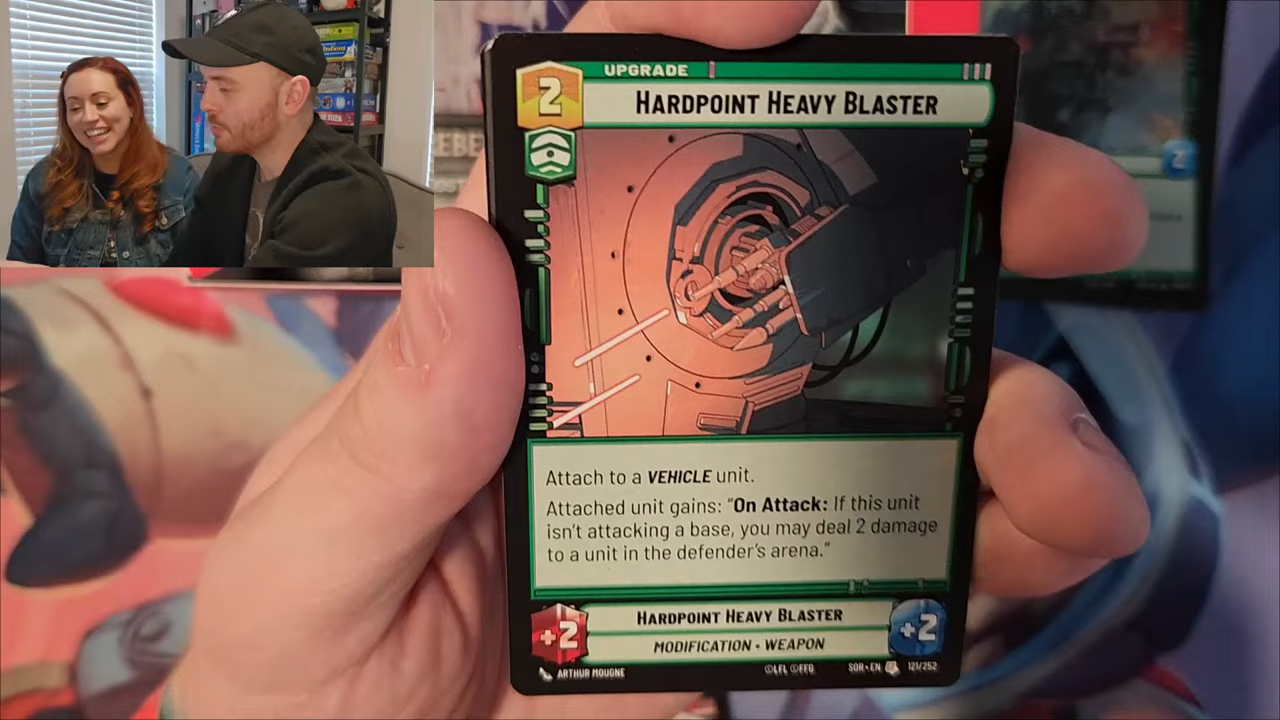 UPGRADE
2
HARDPOINT HEAVY BLASTER
Attach to a VEHICLE unit.
Attached unit gains: “On Attack: If this unit
isn't attacking a base, you may deal 2 damage
to a unit in the defender's arena.”
+2
HARDPOINT HEAVY BLASTER
+2
MODIFICATION • WEAPON
ARTHUR MOUGNE
©LFL ©FFG
SOR • EN
121/252
2